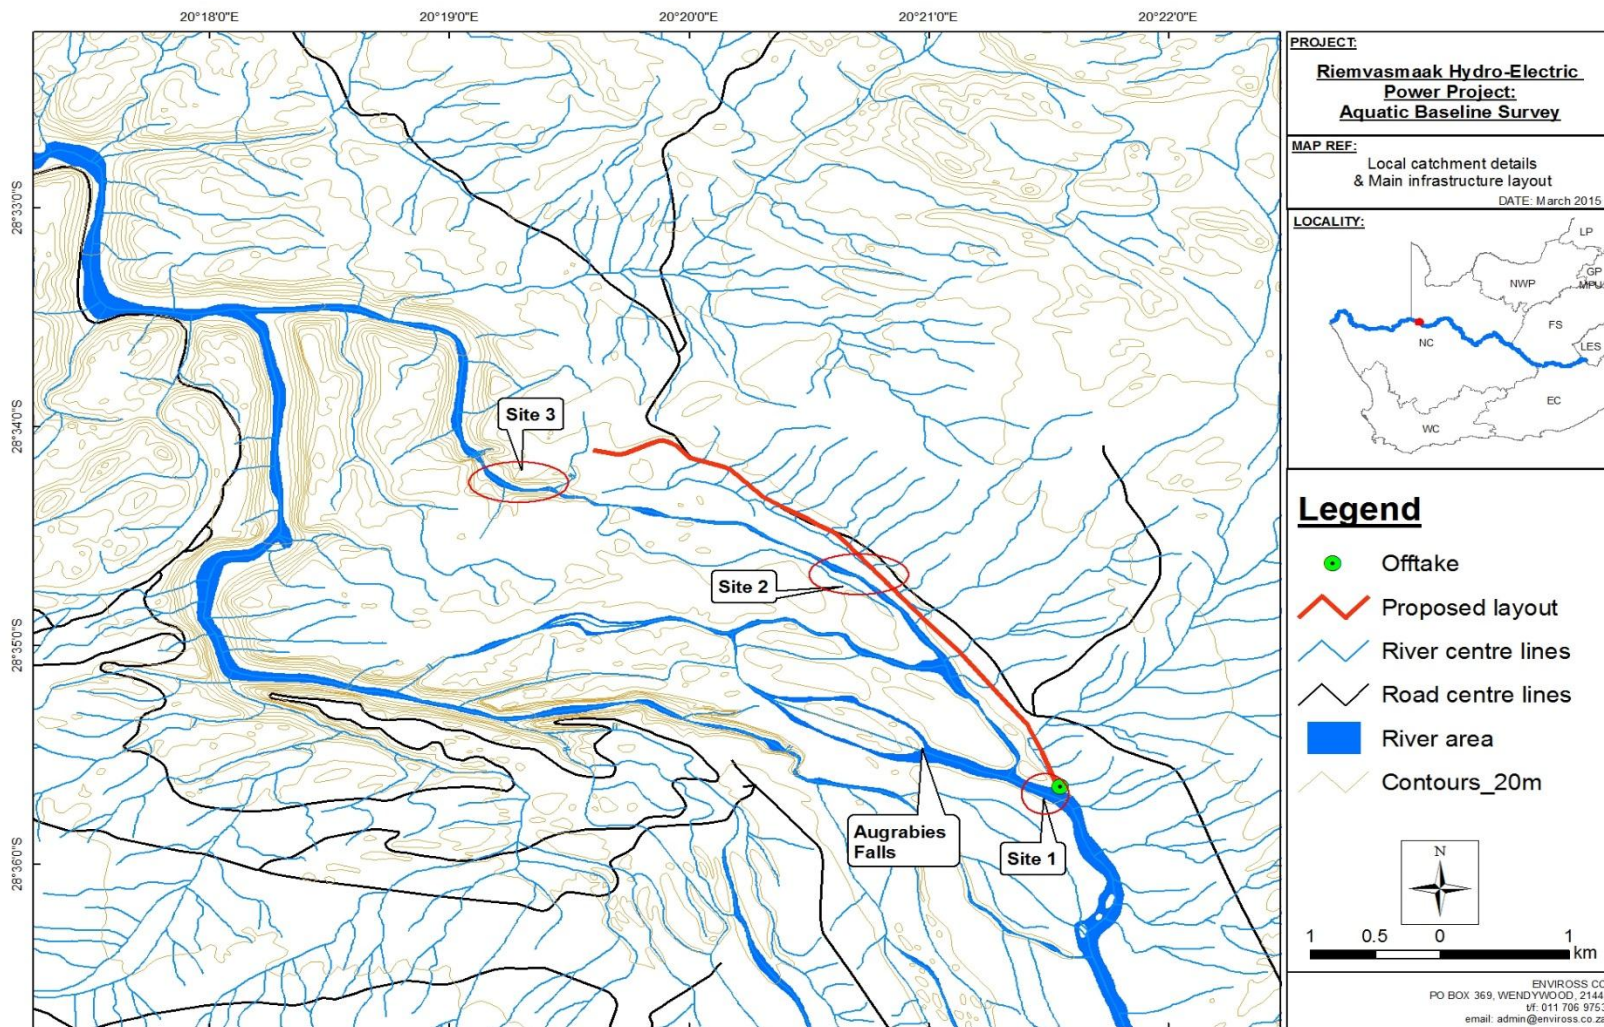 20°18'0"E
20°19'0"E
20°20'0"E
20°21'0"E
20°22'0"E
28°33'0"S
28°34'0"S
28°35'0"S
28°36'0"S
Site 3
Site 2
Augrabies
Falls
Site 1
PROJECT:
Riemvasmaak Hydro-Electric
Power Project:
Aquatic Baseline Survey
MAP REF:
Local catchment details
& Main infrastructure layout
DATE: March 2015
LOCALITY:
LP
GP
MPU
NWP
FS
NC
LES
EC
WC
Legend
Offtake
Proposed layout
River centre lines
Road centre lines
River area
Contours_20m
N
1 0.5 0 1
km
ENVIROSS CC
PO BOX 369, WENDYWOOD, 2144
t/f: 011 706 9753
email: admin@enviross.co.za